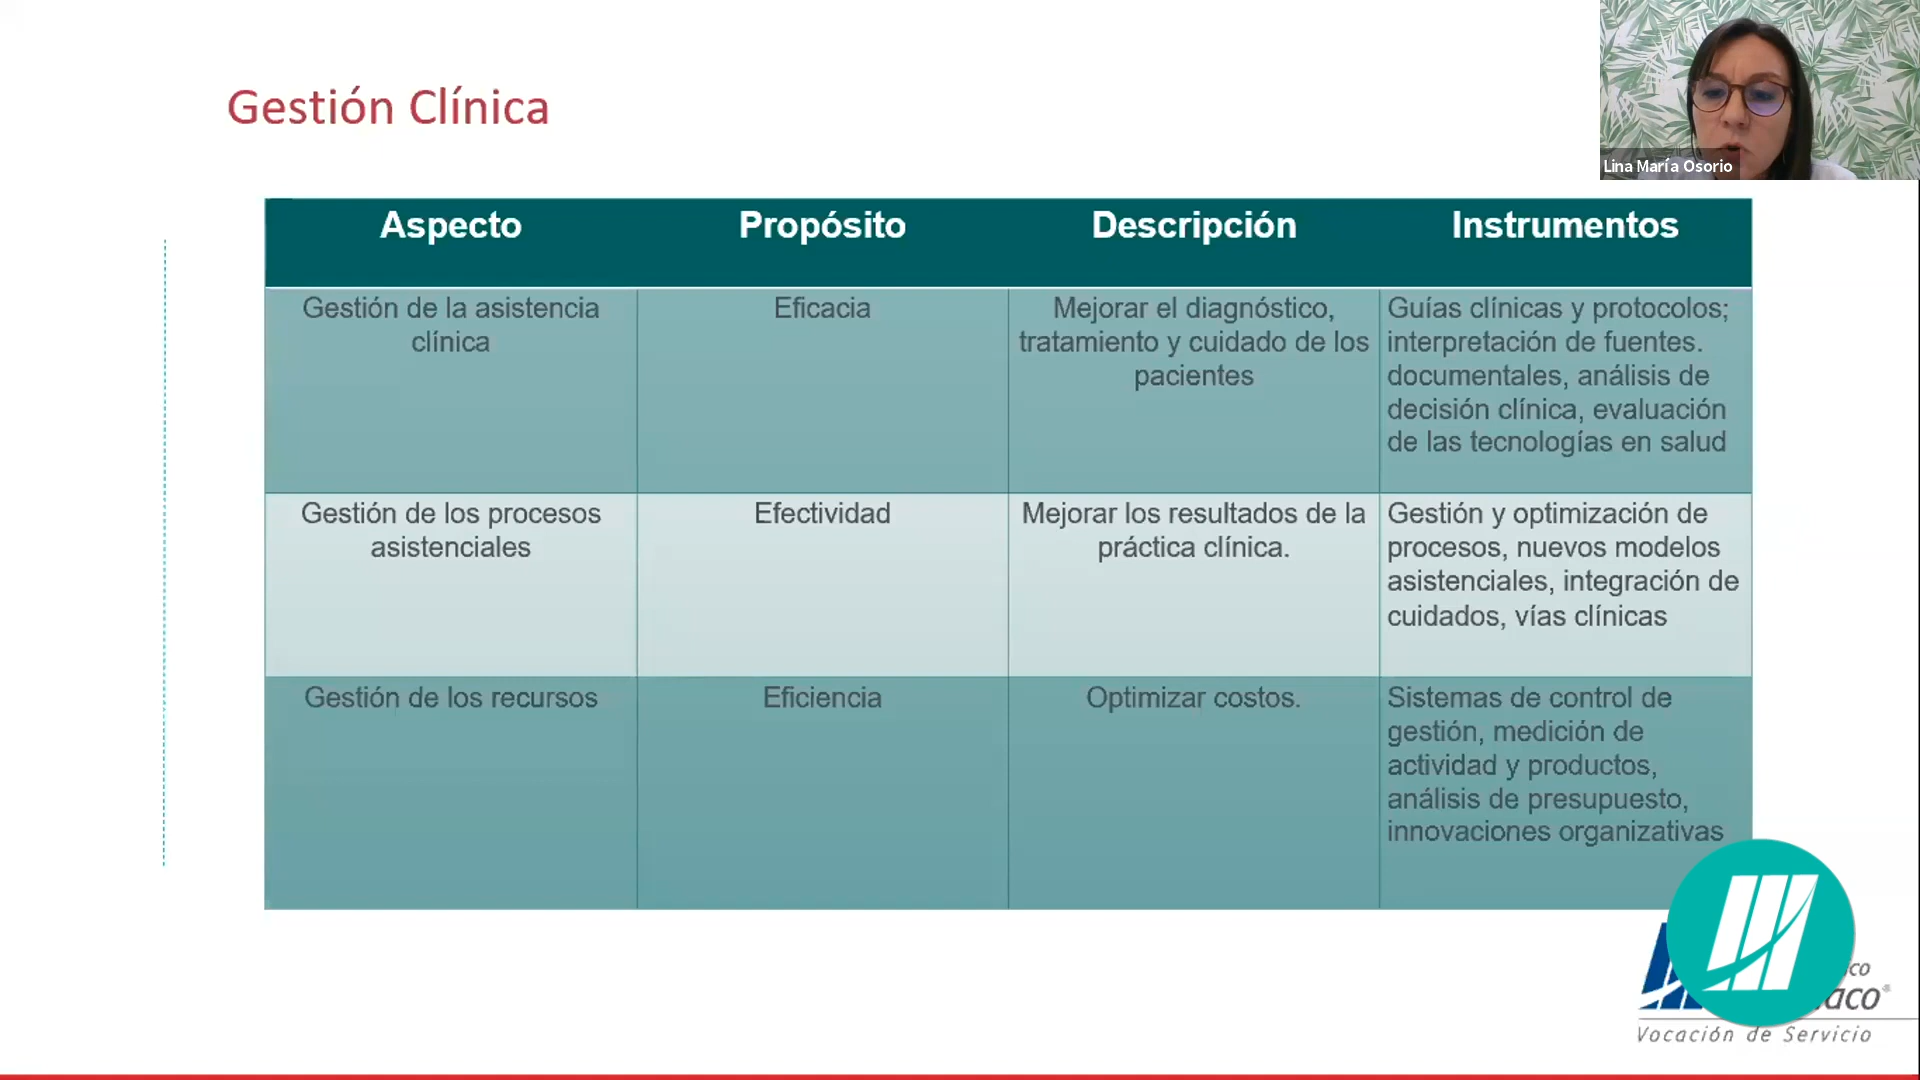 Gestión Clínica
Lina María Osorio
Aspecto
Propósito
Descripción
Instrumentos
Gestión de la asistencia
clínica
Eficacia
Mejorar el diagnóstico,
tratamiento y cuidado de los
pacientes
Guías clínicas y protocolos;
interpretación de fuentes.
documentales, análisis de
decisión clínica, evaluación
de las tecnologías en salud
Gestión de los procesos
asistenciales
Efectividad
Mejorar los resultados de la
práctica clínica.
Gestión y optimización de
procesos, nuevos modelos
asistenciales, integración de
cuidados, vías clínicas
Gestión de los recursos
Eficiencia
Optimizar costos.
Sistemas de control de
gestión, medición de
actividad y productos,
análisis de presupuesto,
innovaciones organizativas
Vocación de Servicio